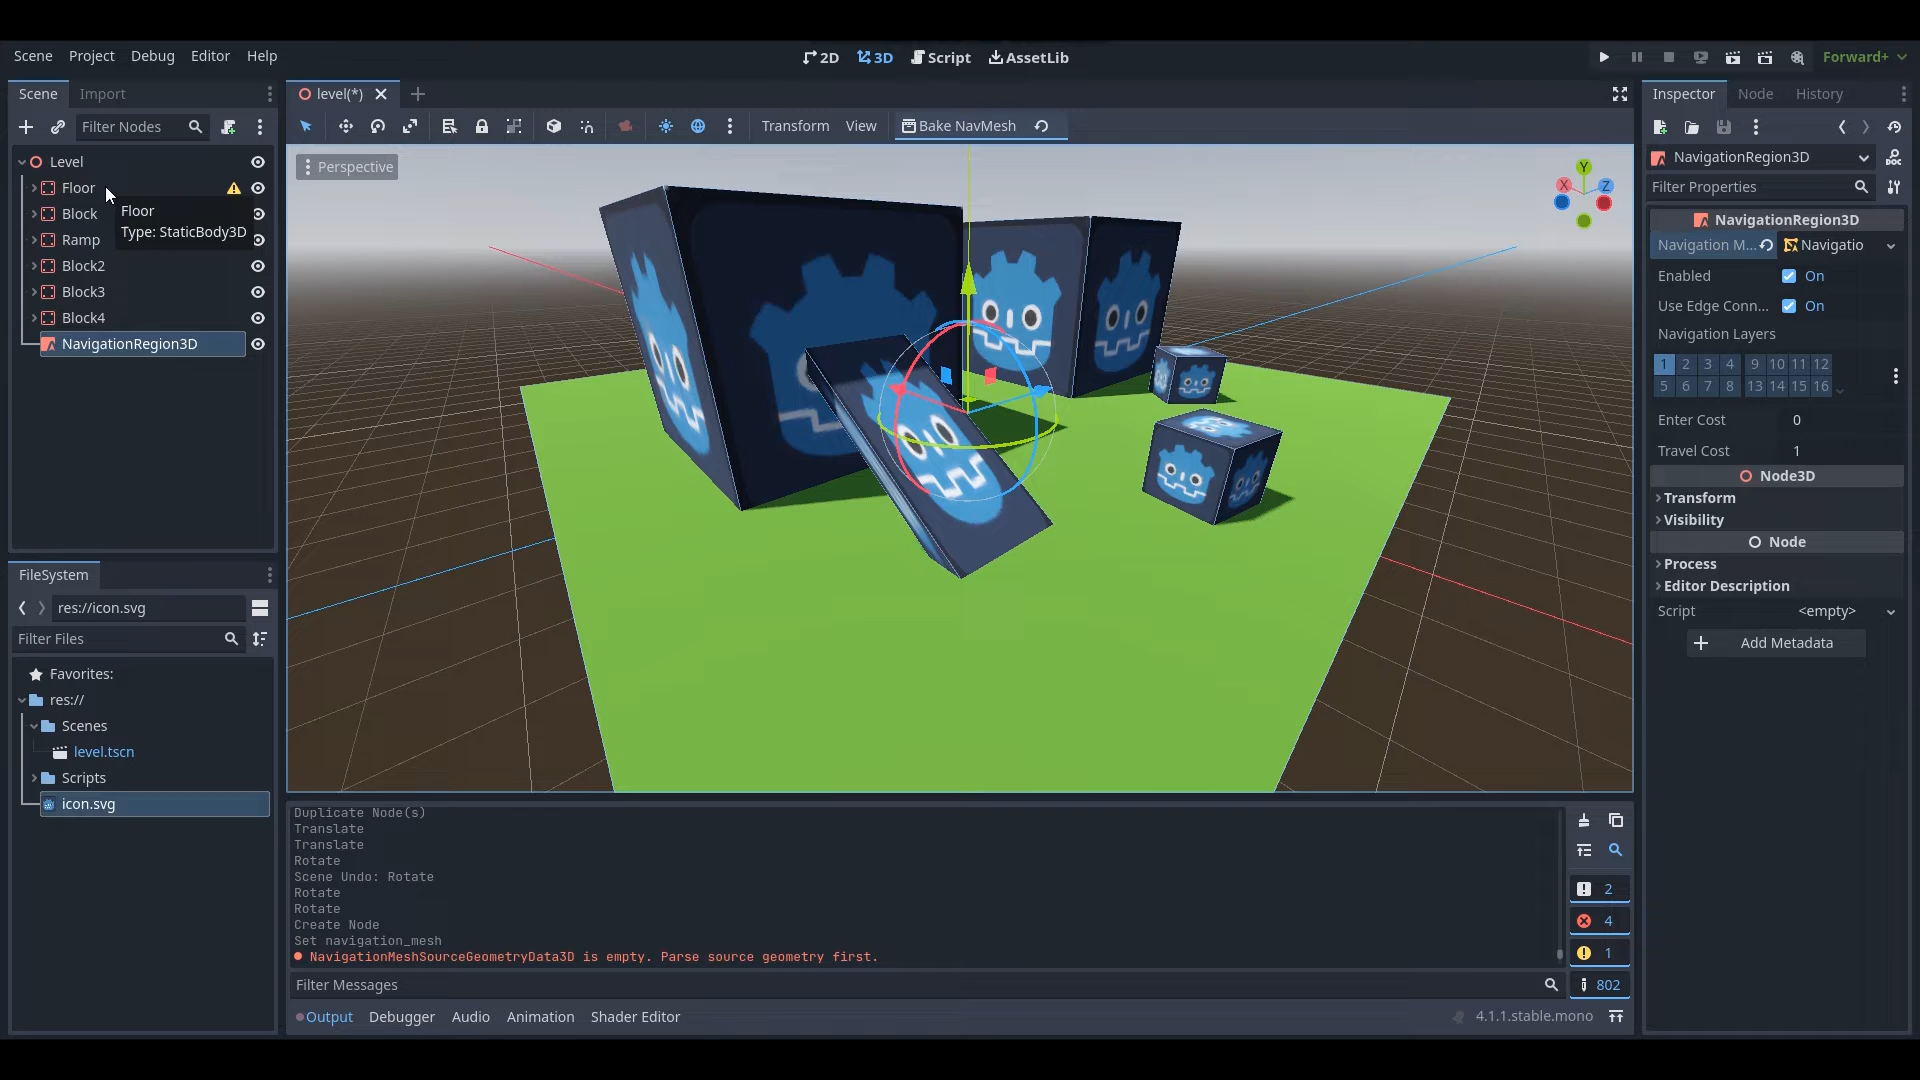 Scene Project Debug Editor Help
2D 3D Script AssetLib
Forward+
Scene Import
level(*)
Inspector Node History
Filter Nodes
Transform View Bake NavMesh
Level
Perspective
Y
X
Z
NavigationRegion3D
Filter Properties
Floor
Block
Floor
Type: StaticBody3D
Ramp
Block2
Block3
Block4
NavigationRegion3D
NavigationRegion3D
Navigation M... Navigatio
Enabled On
Use Edge Conn... On
Navigation Layers
1 2 3 4 9 10 11 12
5 6 7 8 13 14 15 16
Enter Cost 0
Travel Cost 1
Node3D
Transform
Visibility
Node
Process
Editor Description
Script <empty>
Add Metadata
FileSystem
res://icon.svg
Filter Files
Favorites:
res://
Scenes
level.tscn
Scripts
icon.svg
Duplicate Node(s)
Translate
Translate
Rotate
Scene Undo: Rotate
Rotate
Rotate
Create Node
Set navigation_mesh
NavigationMeshSourceGeometryData3D is empty. Parse source geometry first.
2
4
1
802
Filter Messages
Output Debugger Audio Animation Shader Editor
4.1.1.stable.mono